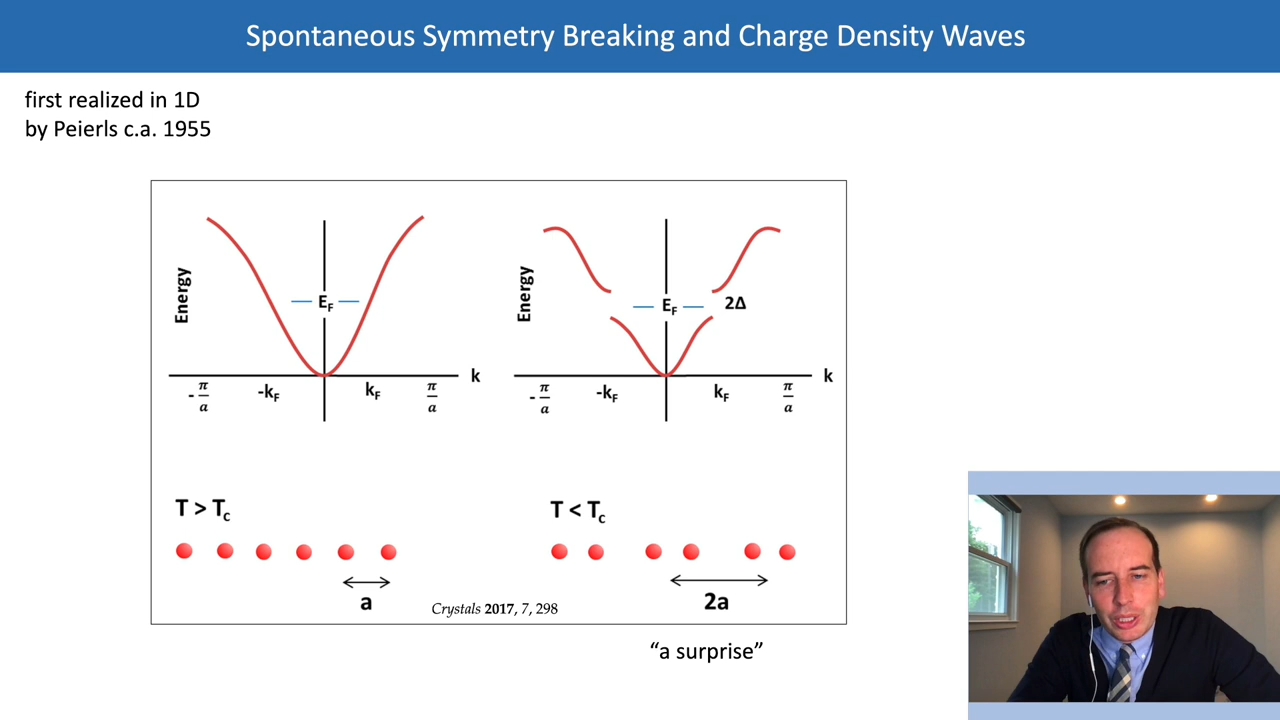 Spontaneous Symmetry Breaking and Charge Density Waves
first realized in 1D
by Peierls c.a. 1955
Energy
E_F
k
-π/a
-k_F
k_F
π/a
Energy
E_F
2Δ
k
-π/a
-k_F
k_F
π/a
T > T_c
T < T_c
a
2a
Crystals 2017, 7, 298
“a surprise”